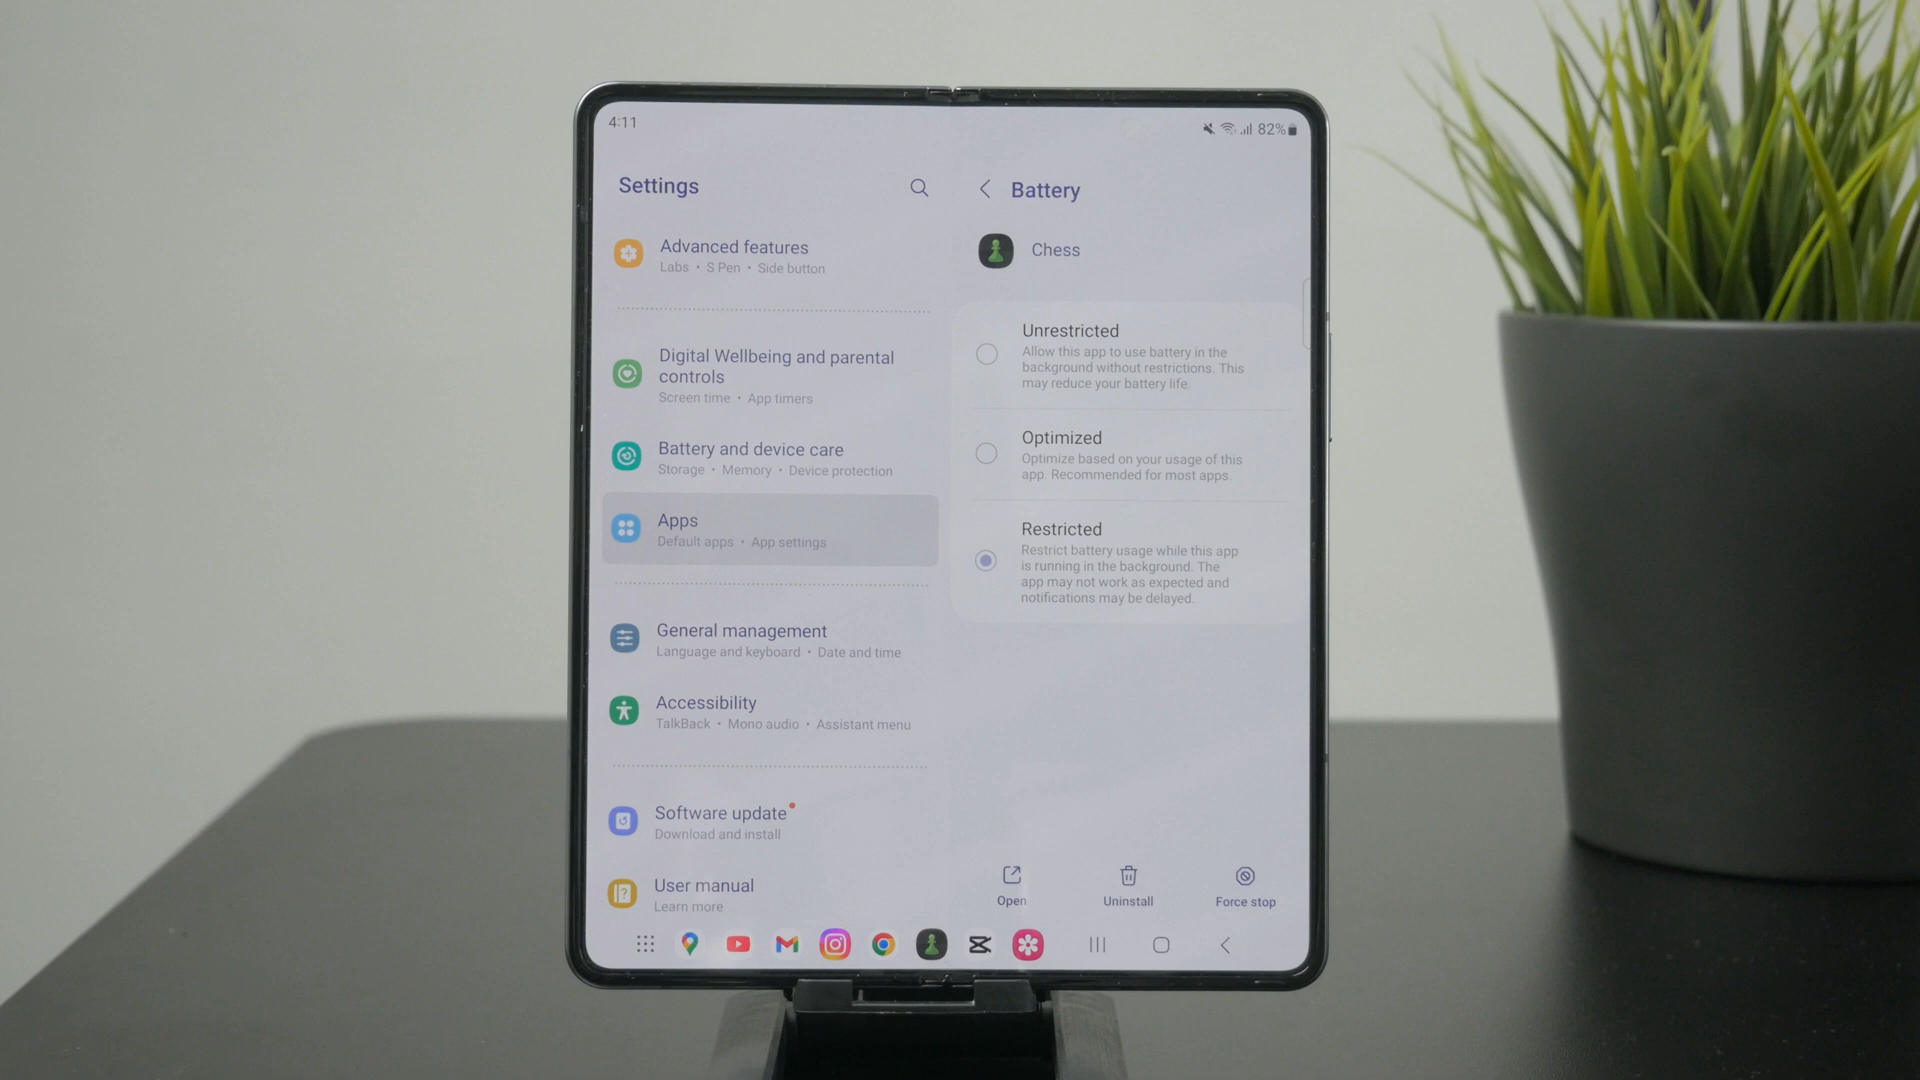 4:11
82%
Settings
Advanced features
Labs • S Pen • Side button
Digital Wellbeing and parental
controls
Screen time • App timers
Battery and device care
Storage • Memory • Device protection
Apps
Default apps • App settings
General management
Language and keyboard • Date and time
Accessibility
TalkBack • Mono audio • Assistant menu
Software update
Download and install
User manual
Learn more
Battery
Chess
Unrestricted
Allow this app to use battery in the
background without restrictions. This
may reduce your battery life.
Optimized
Optimize based on your usage of this
app. Recommended for most apps.
Restricted
Restrict battery usage while this app
is running in the background. The
app may not work as expected and
notifications may be delayed.
Open
Uninstall
Force stop